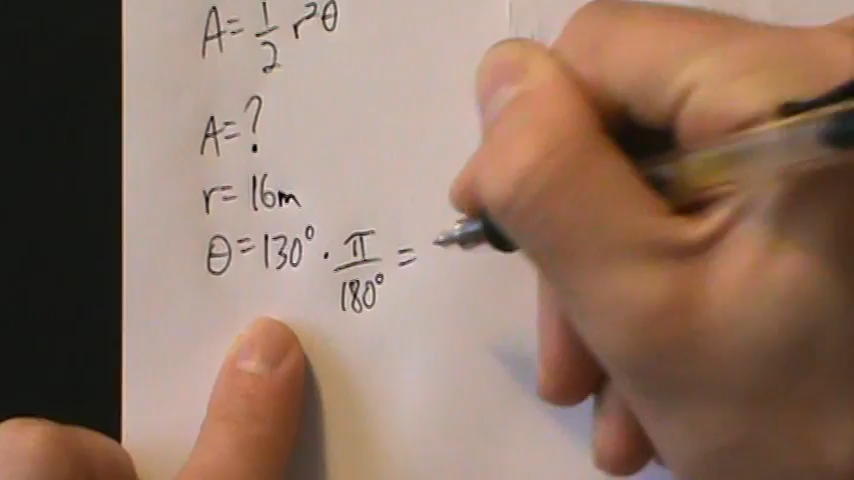 A = 1/2 r²θ
A = ?
r = 16m
θ = 130° · π/180° =